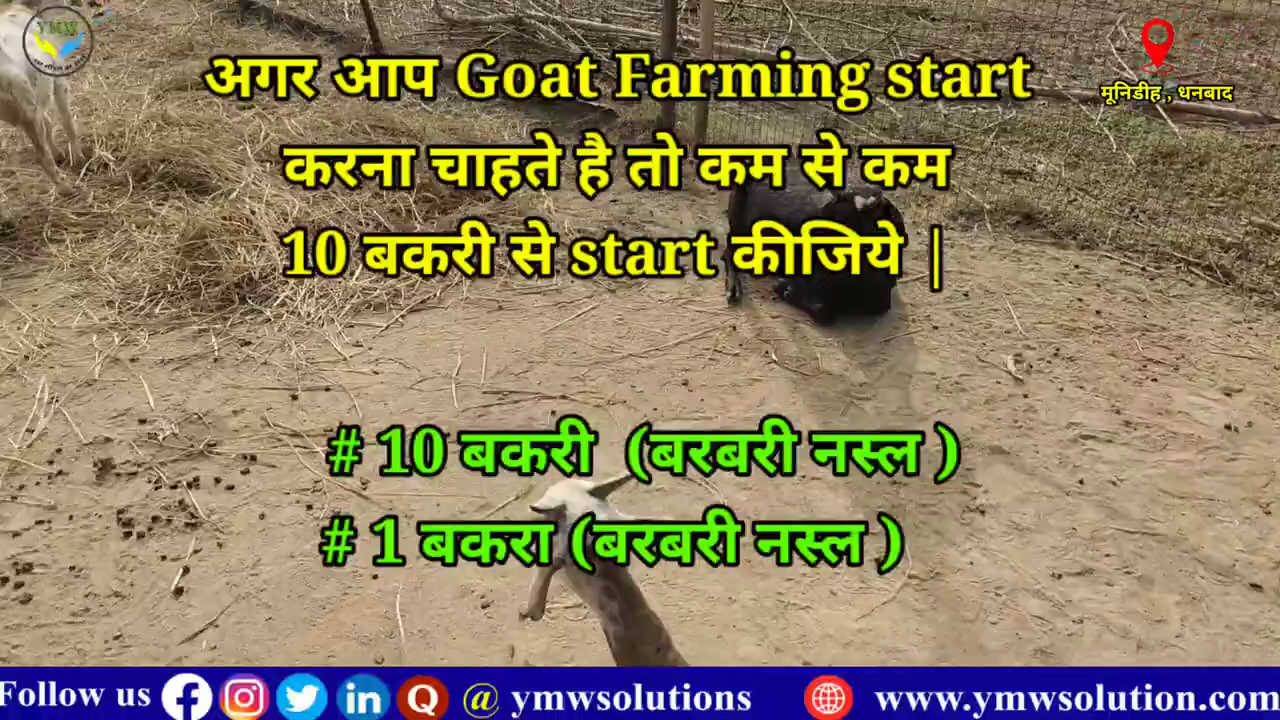 YMW
मूनिडीह , धनबाद
अगर आप Goat Farming start
करना चाहते है तो कम से कम
10 बकरी से start कीजिये |
# 10 बकरी (बरबरी नस्ल )
# 1 बकरा (बरबरी नस्ल )
Follow us @ ymwsolutions www.ymwsolution.com